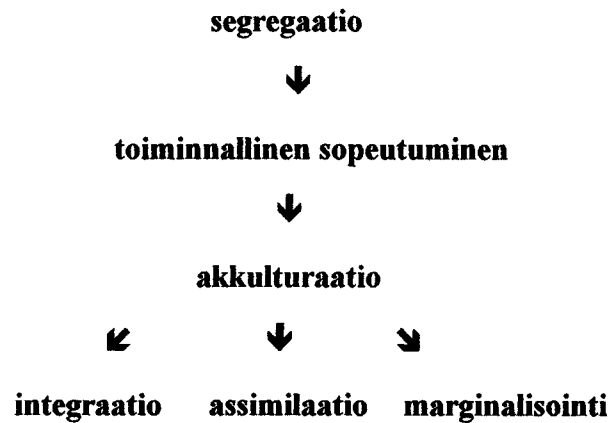 segregaatio
toiminnallinen sopeutuminen
akkulturaatio
integraatio assimilaatio marginalisointi